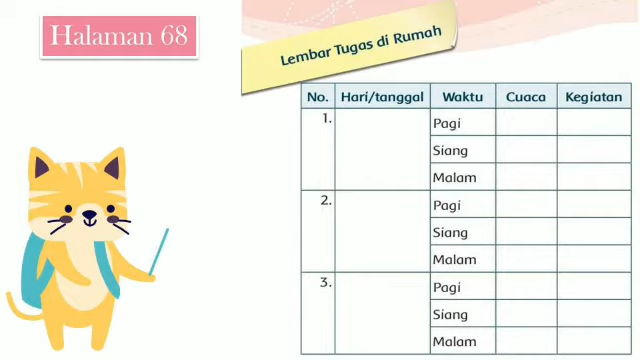 Halaman 68
Lembar Tugas di Rumah
No. Hari/tanggal Waktu Cuaca Kegiatan
1. Pagi
Siang
Malam
2. Pagi
Siang
Malam
3. Pagi
Siang
Malam